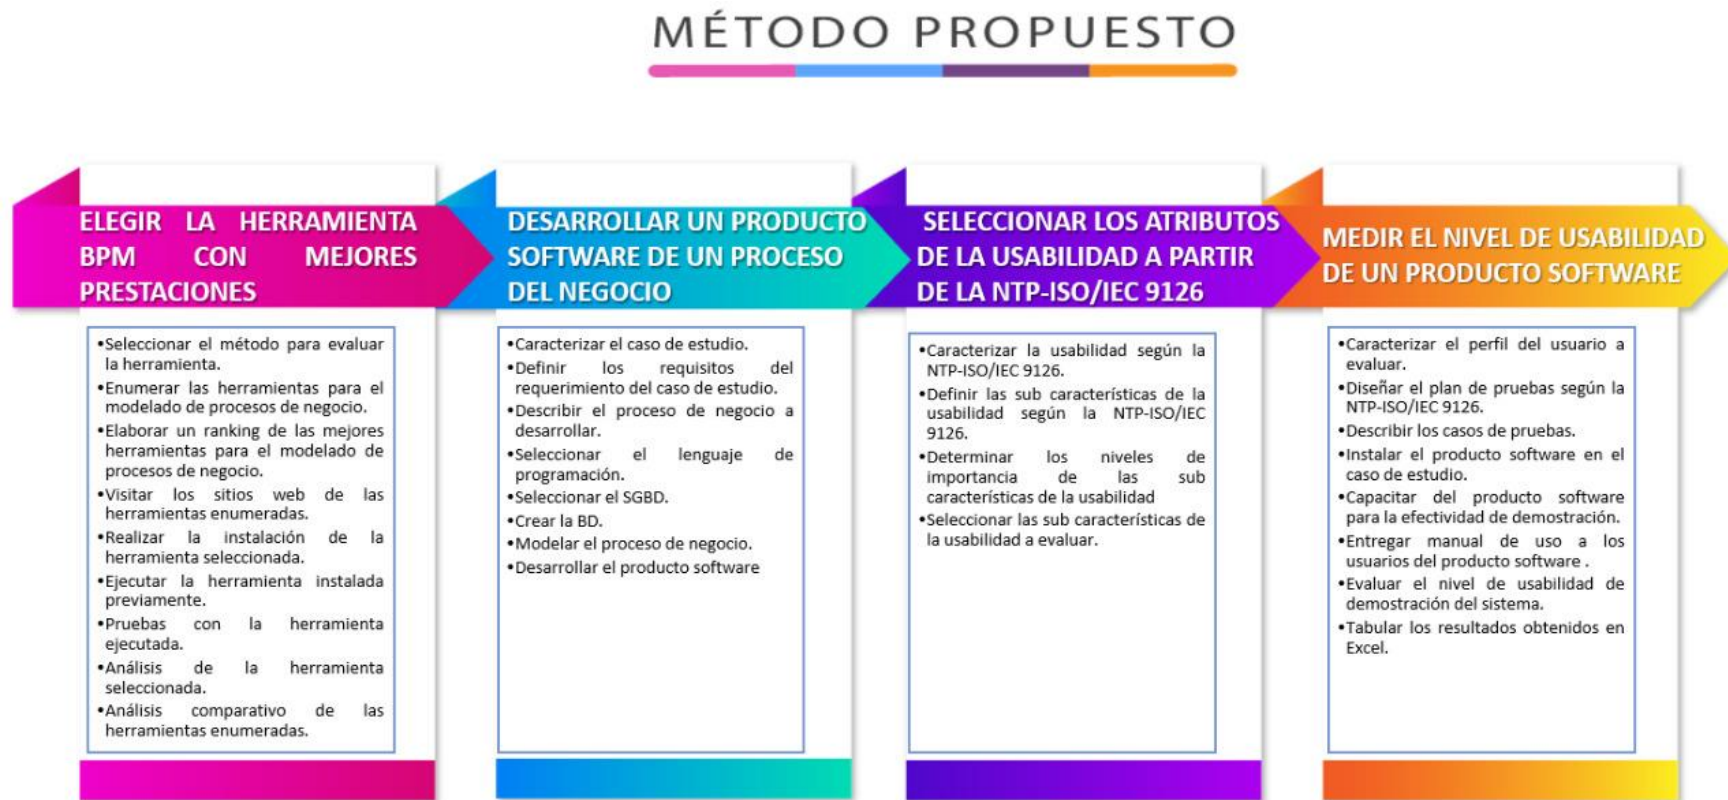 MÉTODO PROPUESTO
ELEGIR LA HERRAMIENTA
BPM CON MEJORES
PRESTACIONES
•Seleccionar el método para evaluar
la herramienta.
•Enumerar las herramientas para el
modelado de procesos de negocio.
•Elaborar un ranking de las mejores
herramientas para el modelado de
procesos de negocio.
•Visitar los sitios web de las
herramientas enumeradas.
•Realizar la instalación de la
herramienta seleccionada.
•Ejecutar la herramienta instalada
previamente.
•Pruebas con la herramienta
ejecutada.
•Análisis de la herramienta
seleccionada.
•Análisis comparativo de las
herramientas enumeradas.
DESARROLLAR UN PRODUCTO
SOFTWARE DE UN PROCESO
DEL NEGOCIO
•Caracterizar el caso de estudio.
•Definir los requisitos del
requerimiento del caso de estudio.
•Describir el proceso de negocio a
desarrollar.
•Seleccionar el lenguaje de
programación.
•Seleccionar el SGBD.
•Crear la BD.
•Modelar el proceso de negocio.
•Desarrollar el producto software
SELECCIONAR LOS ATRIBUTOS
DE LA USABILIDAD A PARTIR
DE LA NTP-ISO/IEC 9126
•Caracterizar la usabilidad según la
NTP-ISO/IEC 9126.
•Definir las sub características de la
usabilidad según la NTP-ISO/IEC
9126.
•Determinar los niveles de
importancia de las sub
características de la usabilidad
•Seleccionar las sub características de
la usabilidad a evaluar.
MEDIR EL NIVEL DE USABILIDAD
DE UN PRODUCTO SOFTWARE
•Caracterizar el perfil del usuario a
evaluar.
•Diseñar el plan de pruebas según la
NTP-ISO/IEC 9126.
•Describir los casos de pruebas.
•Instalar el producto software en el
caso de estudio.
•Capacitar del producto software
para la efectividad de demostración.
•Entregar manual de uso a los
usuarios del producto software .
•Evaluar el nivel de usabilidad de
demostración del sistema.
•Tabular los resultados obtenidos en
Excel.